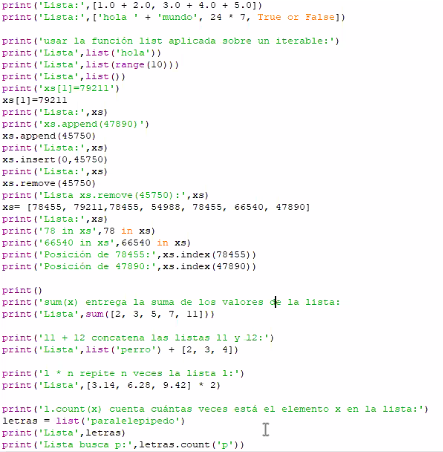 print('Lista:',[1.0 + 2.0, 3.0 + 4.0 + 5.0])
print('Lista:',['hola ' + 'mundo', 24 * 7, True or False])
print('usar la función list aplicada sobre un iterable:')
print('Lista',list('hola'))
print('Lista',list(range(10)))
print('Lista',list())
print('xs[1]=79211')
xs[1]=79211
print('Lista:',xs)
print('xs.append(47890)')
xs.append(45750)
print('Lista:',xs)
xs.insert(0,45750)
print('Lista:',xs)
xs.remove(45750)
print('Lista xs.remove(45750):',xs)
xs= [78455, 79211,78455, 54988, 78455, 66540, 47890]
print('Lista:',xs)
print('78 in xs',78 in xs)
print('66540 in xs',66540 in xs)
print('Posición de 78455:',xs.index(78455))
print('Posición de 47890:',xs.index(47890))
print()
print('sum(x) entrega la suma de los valores de la lista:
print('Lista',sum([2, 3, 5, 7, 11]))
print('l1 + l2 concatena las listas l1 y l2:')
print('Lista',list('perro') + [2, 3, 4])
print('l * n repite n veces la lista l:')
print('Lista',[3.14, 6.28, 9.42] * 2)
print('l.count(x) cuenta cuántas veces está el elemento x en la lista:')
letras = list('paralelepipedo')
print('Lista',letras)
print('Lista busca p:',letras.count('p'))